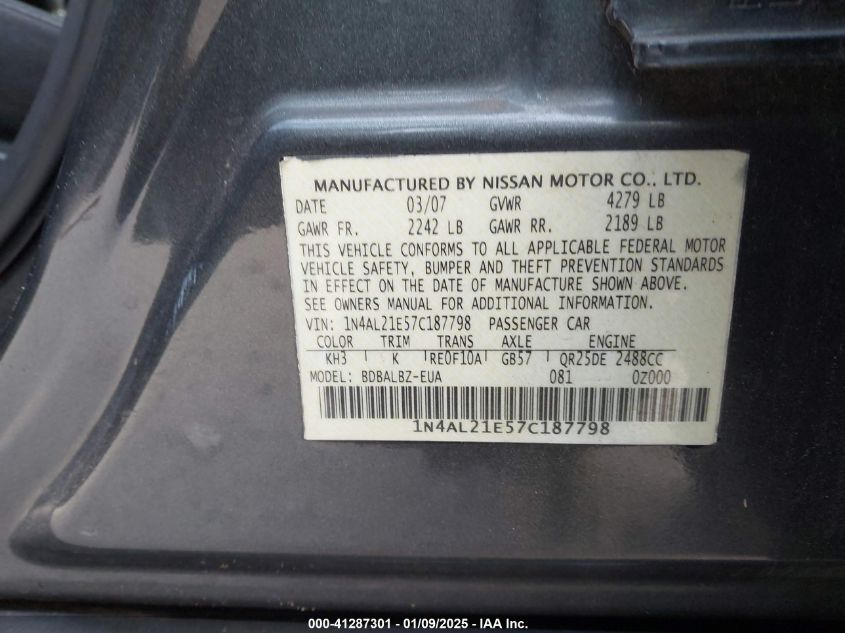 MANUFACTURED BY NISSAN MOTOR CO., LTD.
DATE 03/07 GVWR 4279 LB
GAWR FR. 2242 LB GAWR RR. 2189 LB
THIS VEHICLE CONFORMS TO ALL APPLICABLE FEDERAL MOTOR
VEHICLE SAFETY, BUMPER AND THEFT PREVENTION STANDARDS
IN EFFECT ON THE DATE OF MANUFACTURE SHOWN ABOVE.
SEE OWNERS MANUAL FOR ADDITIONAL INFORMATION.
VIN: 1N4AL21E57C187798 PASSENGER CAR
COLOR TRIM TRANS AXLE ENGINE
KH3 K RE0F10A GB57 QR25DE 2488CC
MODEL: BDBALBZ-EUA 081 0Z000
1N4AL21E57C187798
000-41287301 - 01/09/2025 - IAA Inc.